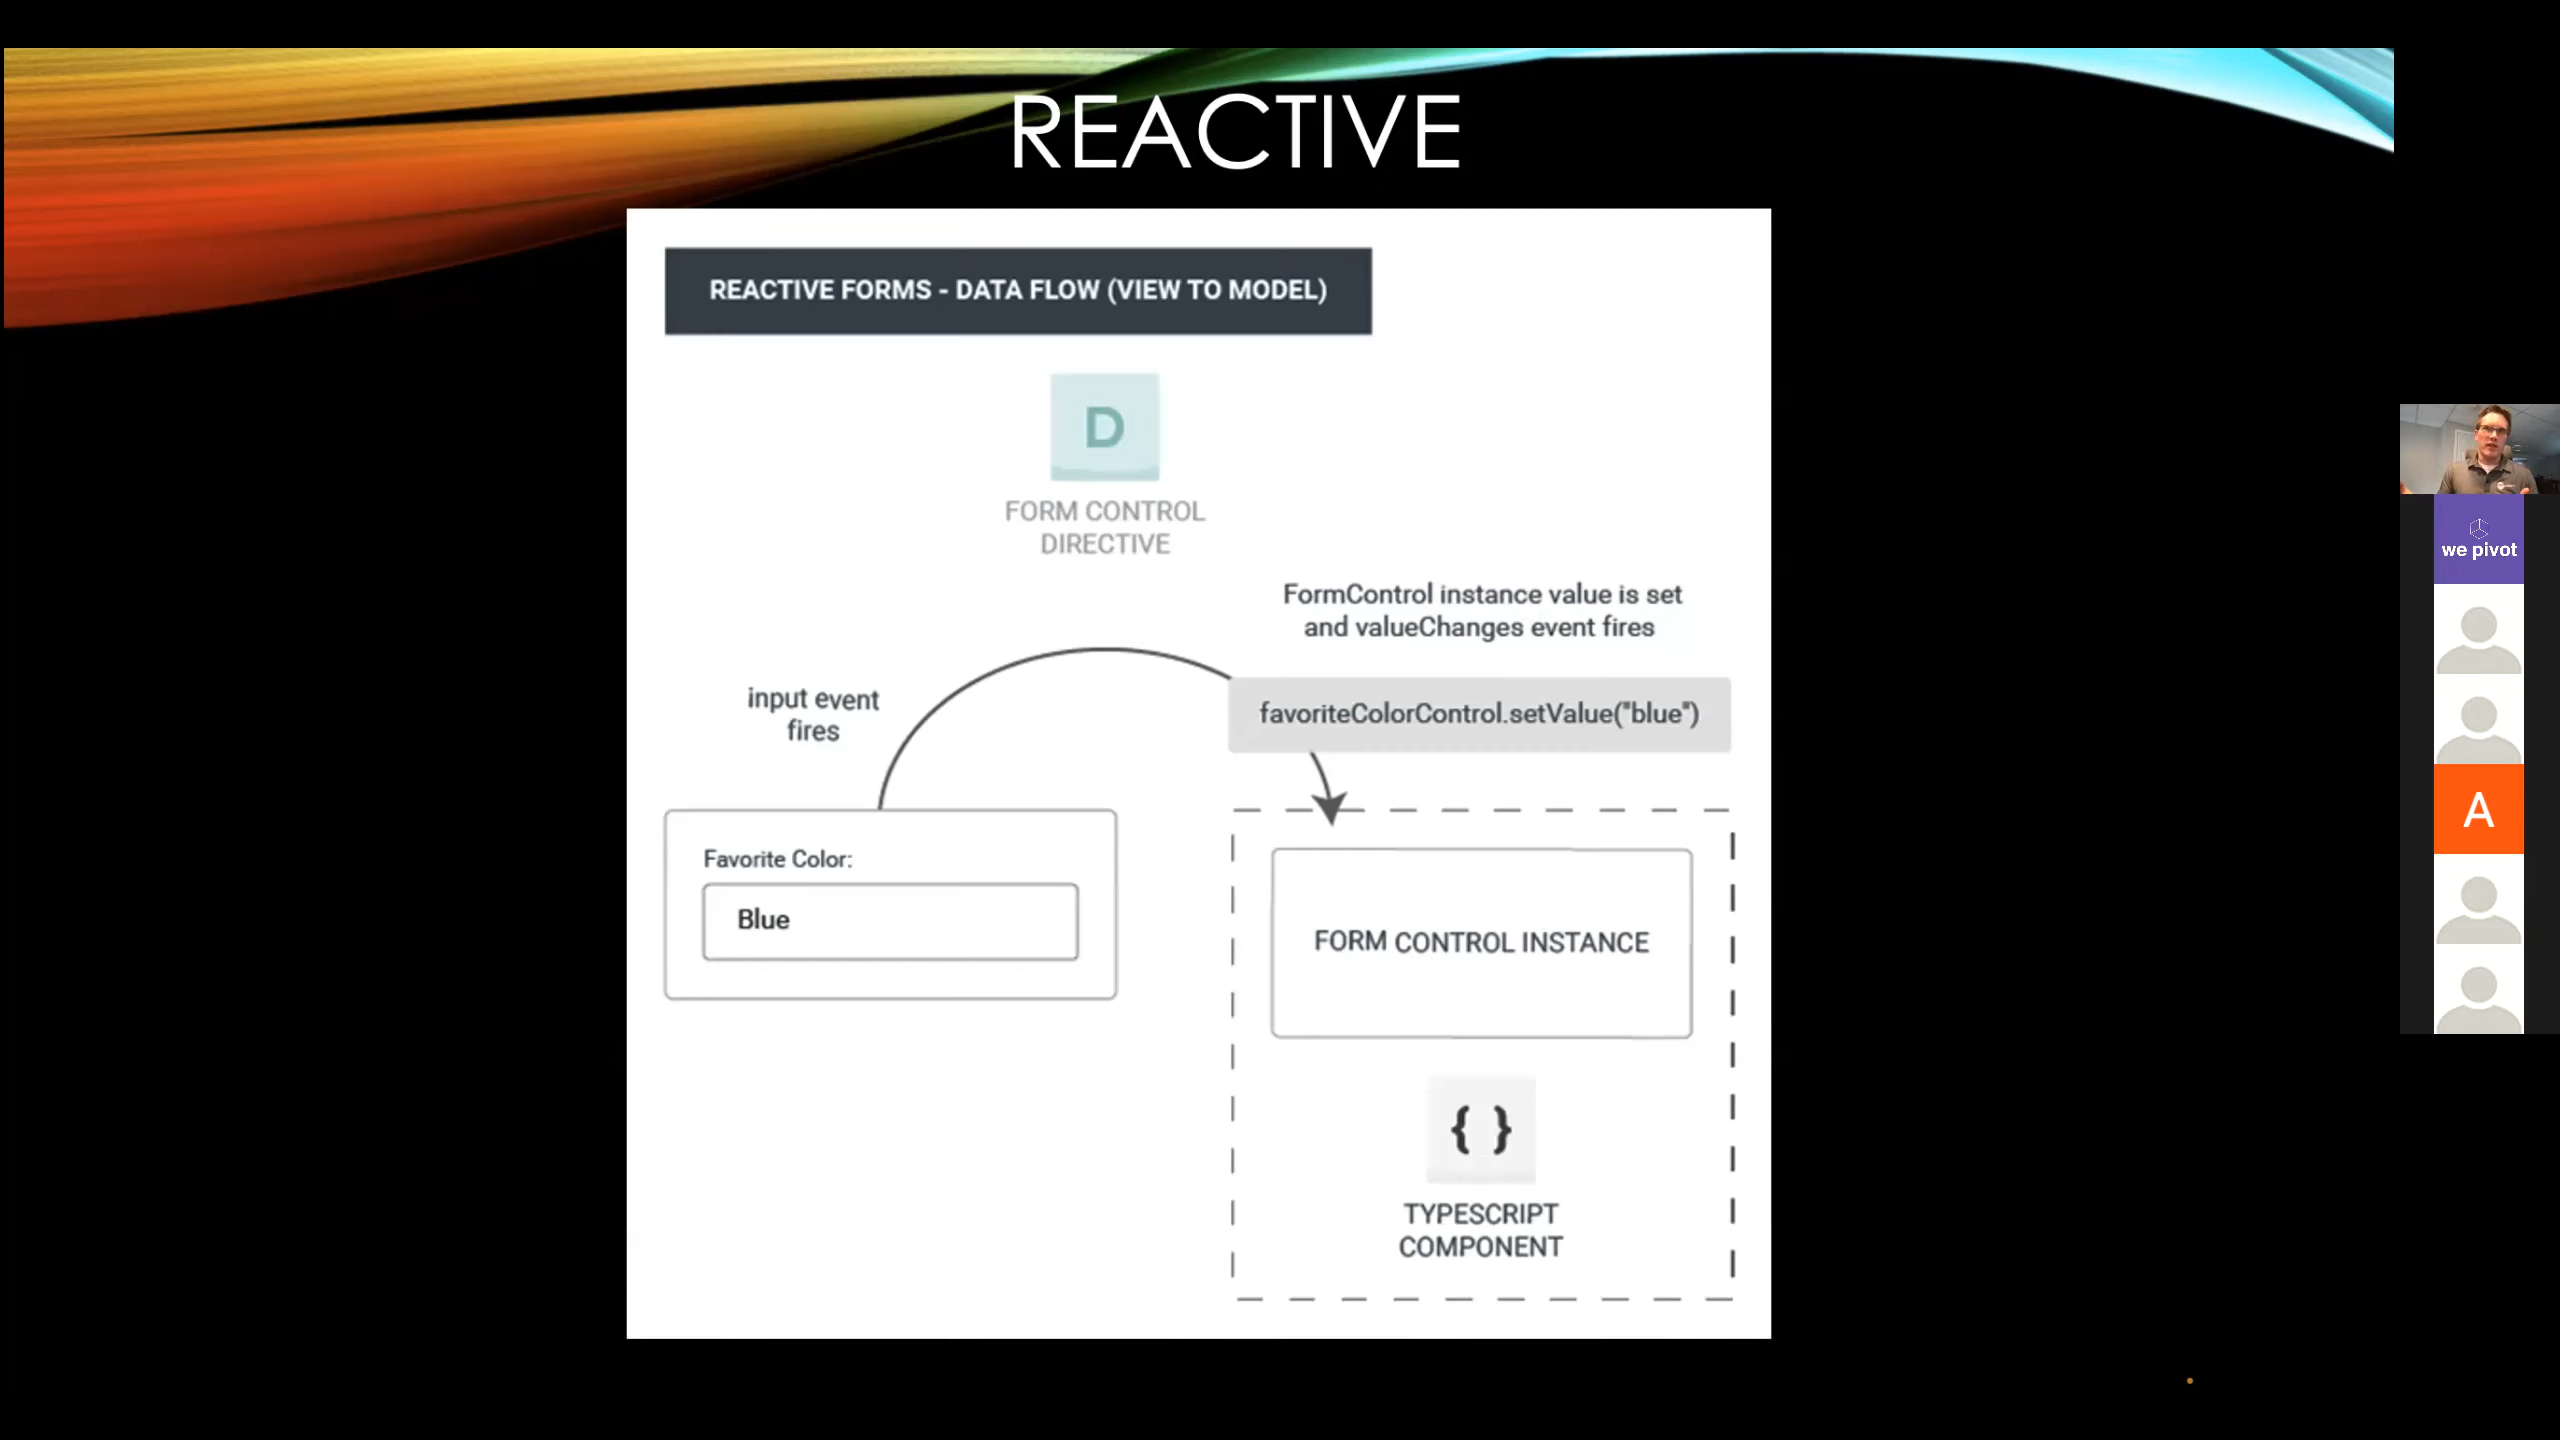 REACTIVE
REACTIVE FORMS - DATA FLOW (VIEW TO MODEL)
D
FORM CONTROL
DIRECTIVE
FormControl instance value is set
and valueChanges event fires
input event
fires
favoriteColorControl.setValue("blue")
Favorite Color:
Blue
FORM CONTROL INSTANCE
{ }
TYPESCRIPT
COMPONENT
we pivot
A